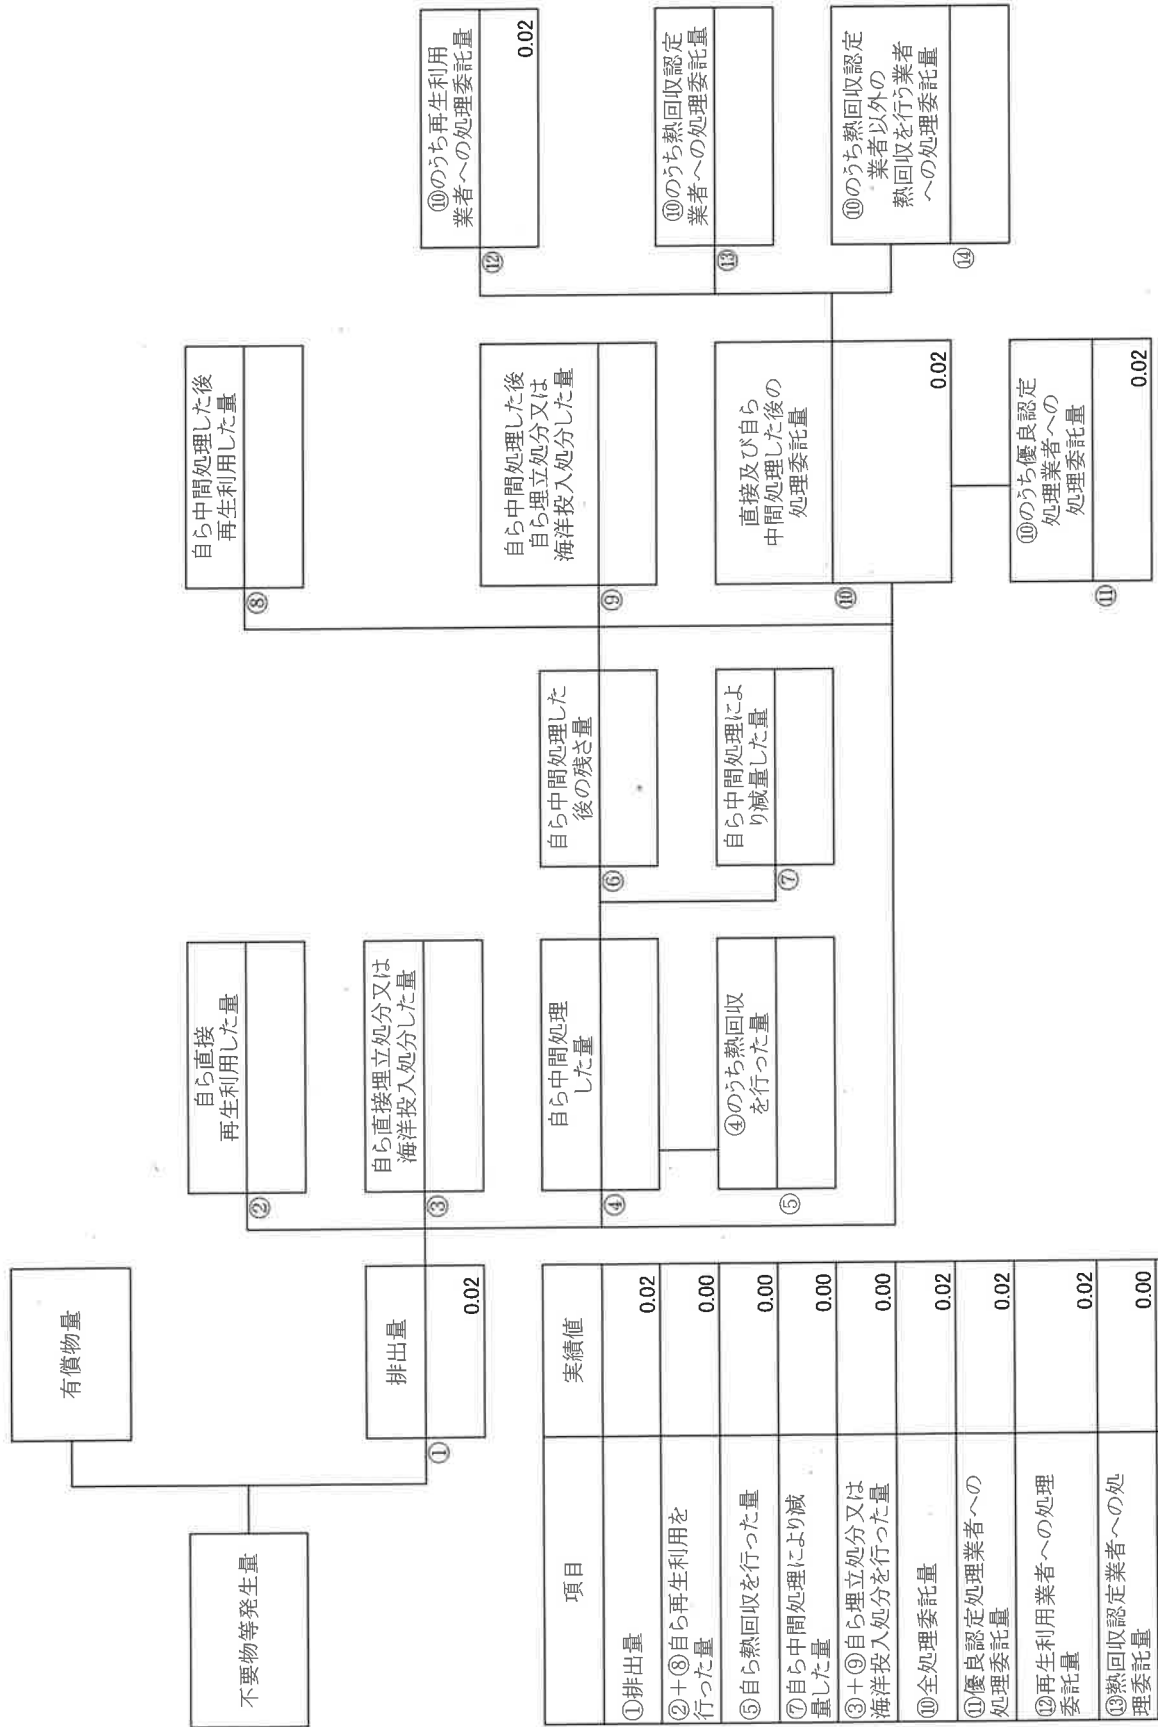 有償物量
不要物等発生量
排出量
①
0.02
自ら直接
再生利用した量
②
自ら直接埋立処分又は
海洋投入処分した量
③
自ら中間処理
した量
④
④のうち熱回収
を行った量
⑤
自ら中間処理した
後の残さ量
⑥
自ら中間処理によ
り減量した量
⑦
自ら中間処理した後
再生利用した量
⑧
自ら中間処理した後
自ら埋立処分又は
海洋投入処分した量
⑨
直接及び自ら
中間処理した後の
処理委託量
⑩
0.02
⑩のうち優良認定
処理業者への
処理委託量
⑪
0.02
⑩のうち再生利用
業者への処理委託量
⑫
0.02
⑩のうち熱回収認定
業者への処理委託量
⑬
⑩のうち熱回収認定
業者以外の
熱回収を行う業者
への処理委託量
⑭
項目 実績値
①排出量 0.02
②+⑧自ら再生利用を
行った量 0.00
⑤自ら熱回収を行った量 0.00
⑦自ら中間処理により減
量した量 0.00
③+⑨自ら埋立処分又は
海洋投入処分を行った量 0.00
⑩全処理委託量 0.02
⑪優良認定処理業者への
処理委託量 0.02
⑫再生利用業者への処理
委託量 0.02
⑬熱回収認定業者への処
理委託量 0.00